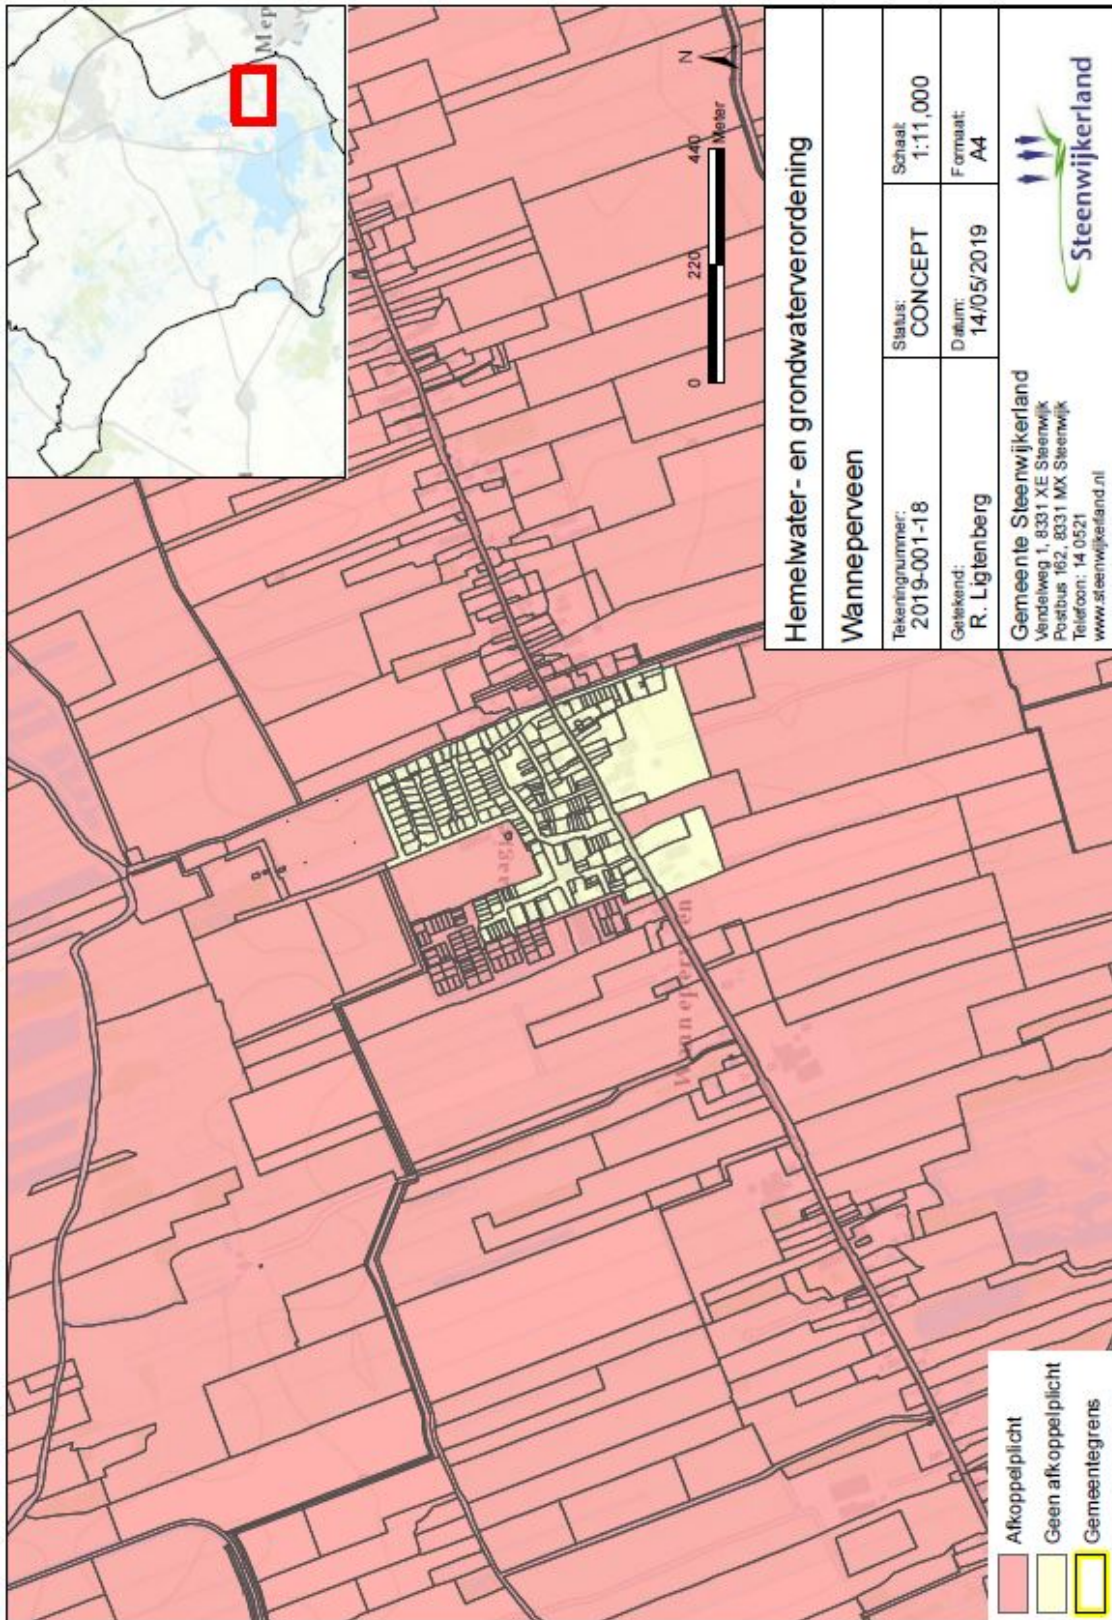 Mep
N
0 220 440
Meter
Wanneperveen
Hemelwater- en grondwaterverordening
Wanneperveen
Tekeningnummer:
2019-001-18
Status:
CONCEPT
Schaal:
1:11,000
Getekend:
R. Ligtenberg
Datum:
14/05/2019
Formaat:
A4
Gemeente Steenwijkerland
Vendelweg 1, 8331 XE Steenwijk
Postbus 162, 8331 MX Steenwijk
Telefoon: 14 0521
www.steenwijkerland.nl
Steenwijkerland
Afkoppelplicht
Geen afkoppelplicht
Gemeentegrens